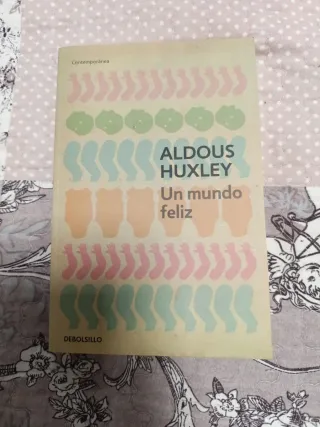 Contemporánea
ALDOUS
HUXLEY
Un mundo
feliz
DEBOLSILLO